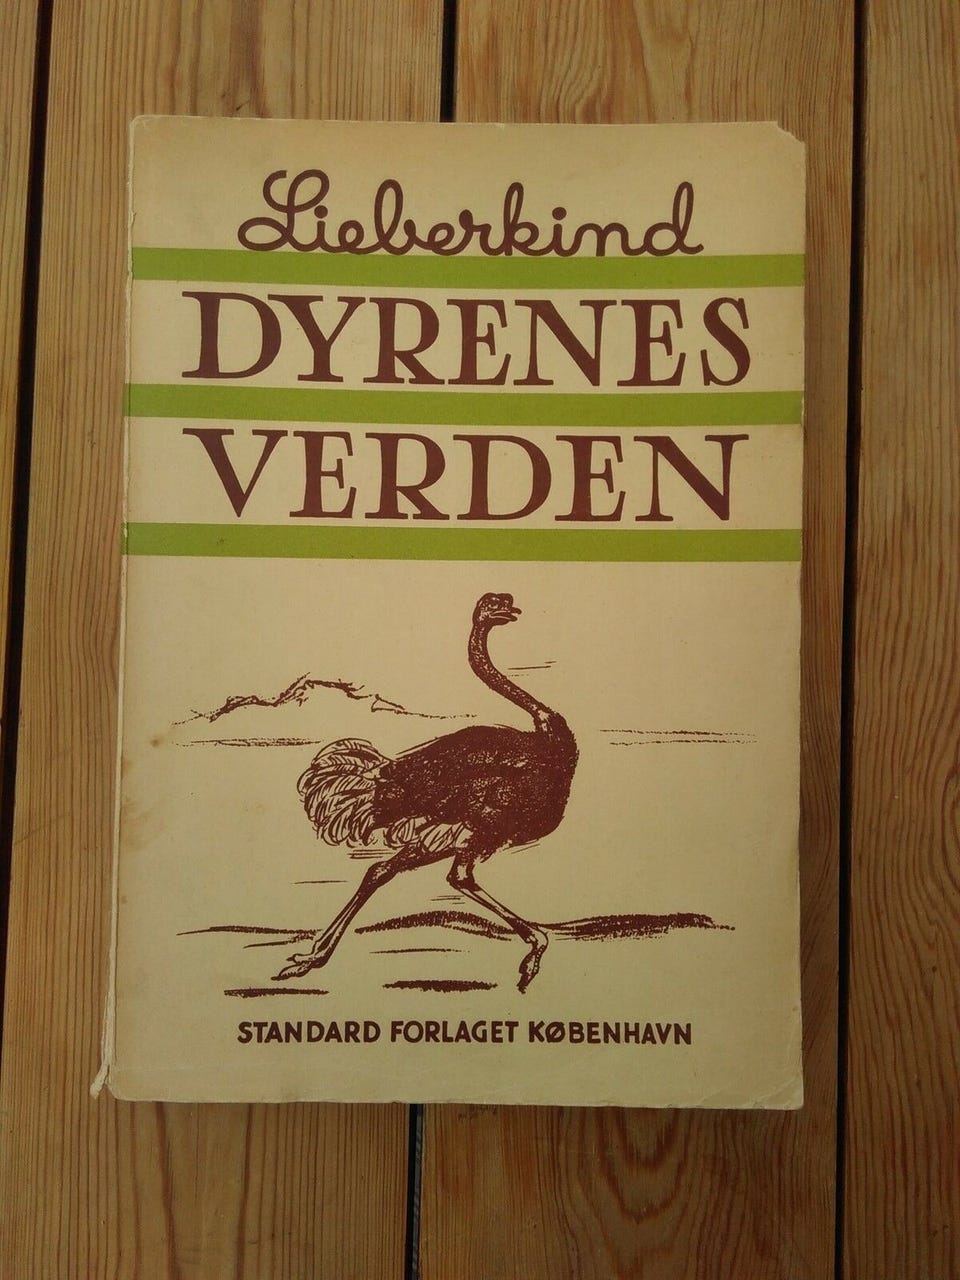 Lieberkind
DYRENES
VERDEN
STANDARD FORLAGET KØBENHAVN